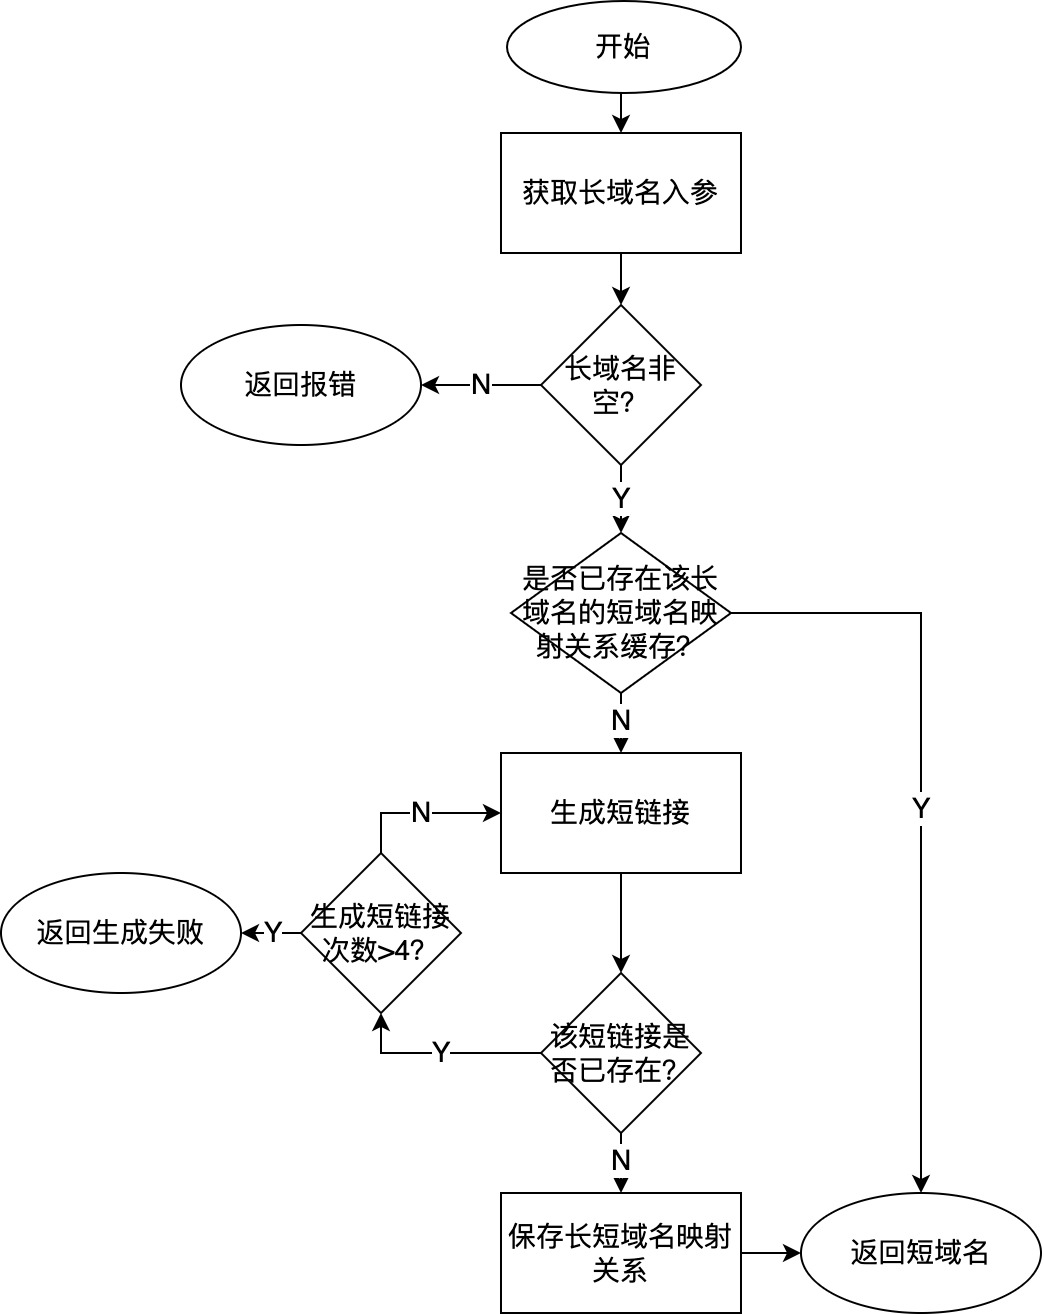 开始
获取长域名入参
长域名非
空?
N
返回报错
Y
是否已存在该长
域名的短域名映
射关系缓存?
N
Y
生成短链接
N
生成短链接
次数>4?
Y
返回生成失败
该短链接是
否已存在?
Y
N
保存长短域名映射
关系
返回短域名